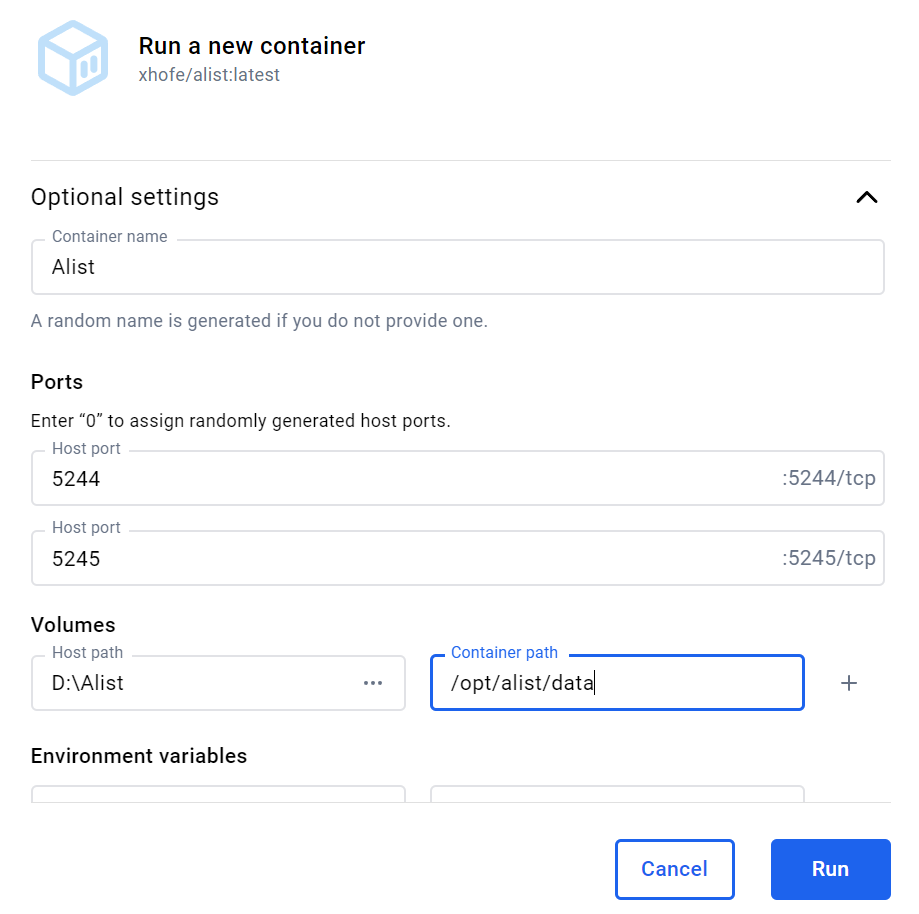 Run a new container
xhofe/alist:latest
Optional settings
Container name
Alist
A random name is generated if you do not provide one.
Ports
Enter “0” to assign randomly generated host ports.
Host port
5244 :5244/tcp
Host port
5245 :5245/tcp
Volumes
Host path Container path
D:\Alist ··· /opt/alist/data +
Environment variables
Cancel Run